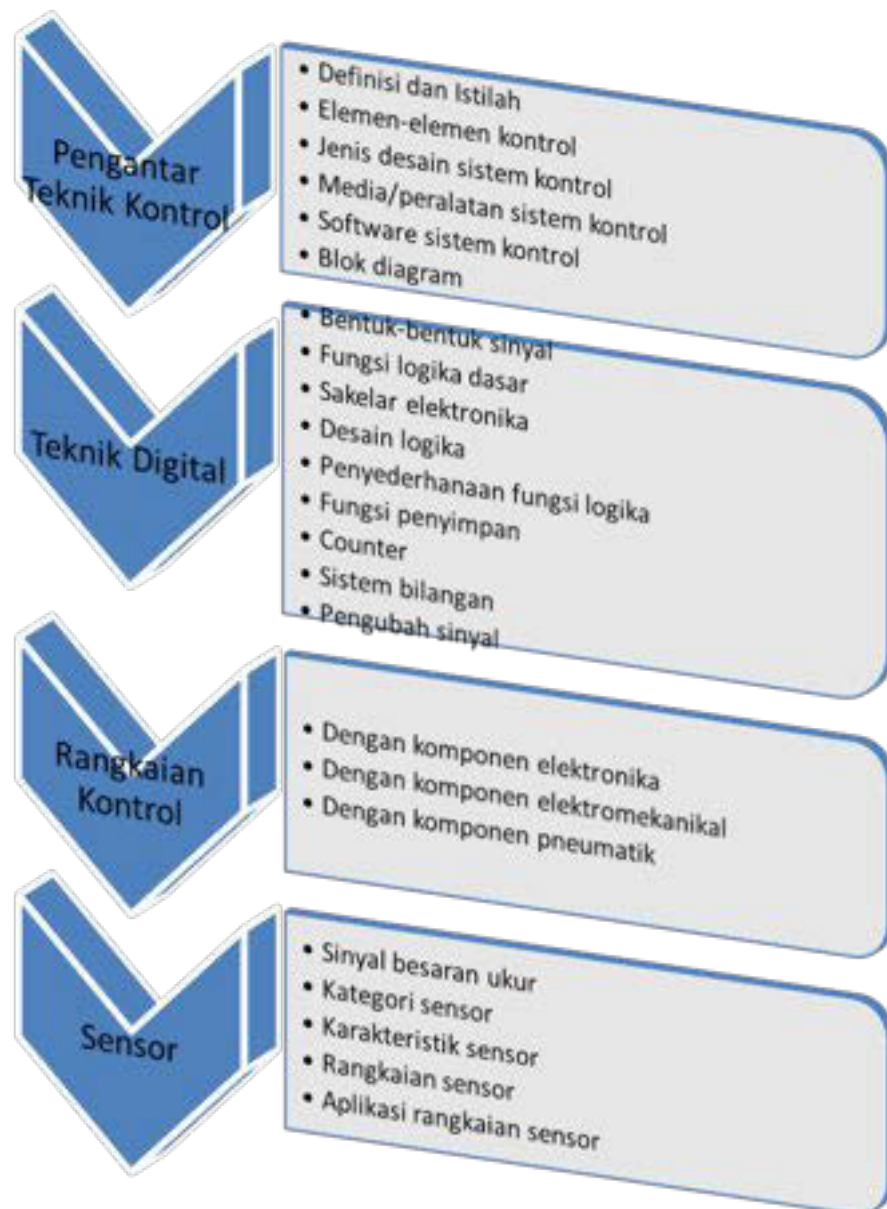 Pengantar
Teknik Kontrol
• Definisi dan Istilah
• Elemen-elemen kontrol
• Jenis desain sistem kontrol
• Media/peralatan sistem kontrol
• Software sistem kontrol
• Blok diagram
Teknik Digital
• Bentuk-bentuk sinyal
• Fungsi logika dasar
• Sakelar elektronika
• Desain logika
• Penyederhanaan fungsi logika
• Fungsi penyimpan
• Counter
• Sistem bilangan
• Pengubah sinyal
Rangkaian
Kontrol
• Dengan komponen elektronika
• Dengan komponen elektromekanikal
• Dengan komponen pneumatik
Sensor
• Sinyal besaran ukur
• Kategori sensor
• Karakteristik sensor
• Rangkaian sensor
• Aplikasi rangkaian sensor